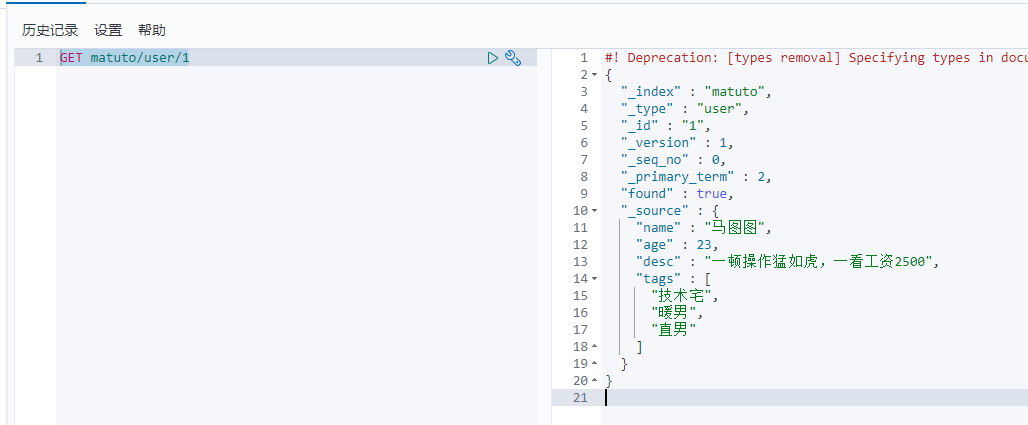 历史记录 设置 帮助
1 GET matuto/user/1
1 #! Deprecation: [types removal] Specifying types in docu
2 {
3 "_index" : "matuto",
4 "_type" : "user",
5 "_id" : "1",
6 "_version" : 1,
7 "_seq_no" : 0,
8 "_primary_term" : 2,
9 "found" : true,
10 "_source" : {
11 "name" : "马图图",
12 "age" : 23,
13 "desc" : "一顿操作猛如虎，一看工资2500",
14 "tags" : [
15 "技术宅",
16 "暖男",
17 "直男"
18 ]
19 }
20 }
21